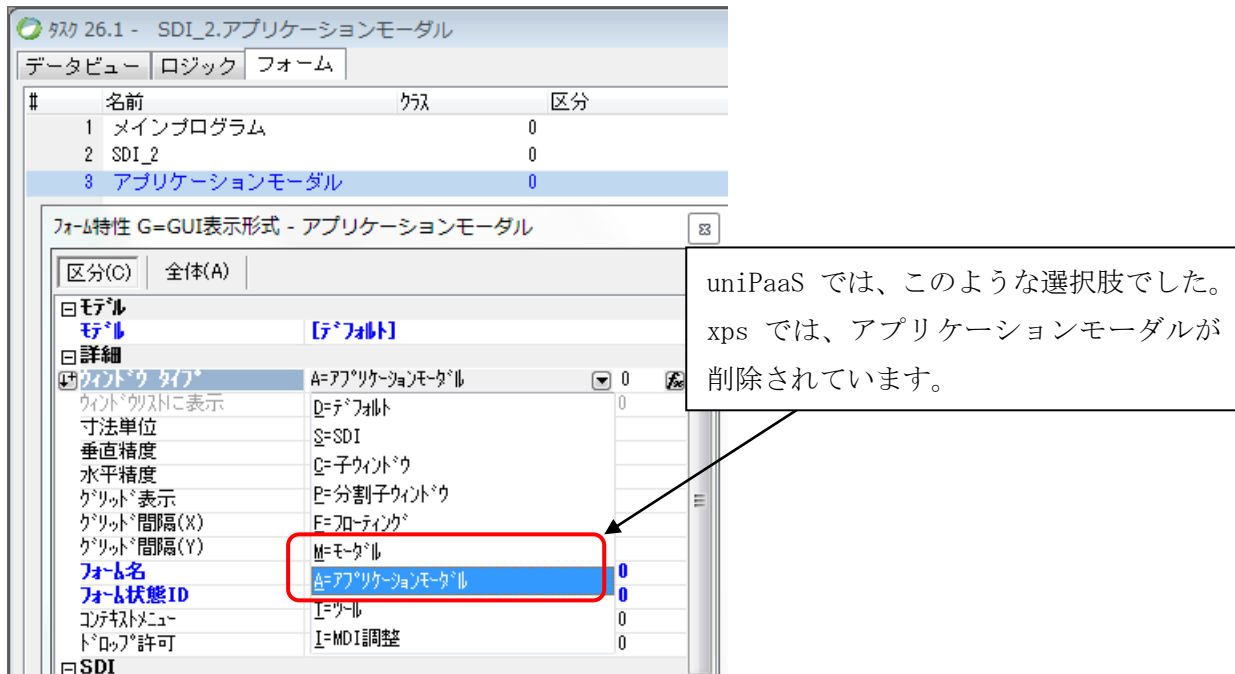 ﾀｽｸ 26.1 -  SDI_2.アプリケーションモーダル
データビュー ロジック フォーム
# 名前 ｸﾗｽ 区分
1 メインプログラム 0
2 SDI_2 0
3 アプリケーションモーダル 0
ﾌｫｰﾑ特性 G=GUI表示形式 - アプリケーションモーダル
区分(C) 全体(A)
uniPaaS では、このような選択肢でした。
xps では、アプリケーションモーダルが
削除されています。
ﾓﾃﾞﾙ
ﾓﾃﾞﾙ [ﾃﾞﾌｫﾙﾄ]
詳細
ｳｨﾝﾄﾞｳ ﾀｲﾌﾟ A=ｱﾌﾟﾘｹｰｼｮﾝﾓｰﾀﾞﾙ 0
ｳｨﾝﾄﾞｳﾘｽﾄに表示 0
D=ﾃﾞﾌｫﾙﾄ
寸法単位
S=SDI
垂直精度
C=子ｳｨﾝﾄﾞｳ
水平精度
P=分割子ｳｨﾝﾄﾞｳ
ｸﾞﾘｯﾄﾞ表示
ｸﾞﾘｯﾄﾞ間隔(X)
F=ﾌﾛｰﾃｨﾝｸﾞ
ｸﾞﾘｯﾄﾞ間隔(Y)
M=ﾓｰﾀﾞﾙ
ﾌｫｰﾑ名 0
A=ｱﾌﾟﾘｹｰｼｮﾝﾓｰﾀﾞﾙ
ﾌｫｰﾑ状態ID 0
T=ﾂｰﾙ
ｺﾝﾃｷｽﾄﾒﾆｭｰ 0
I=MDI調整
ﾄﾞﾛｯﾌﾟ許可 0
SDI